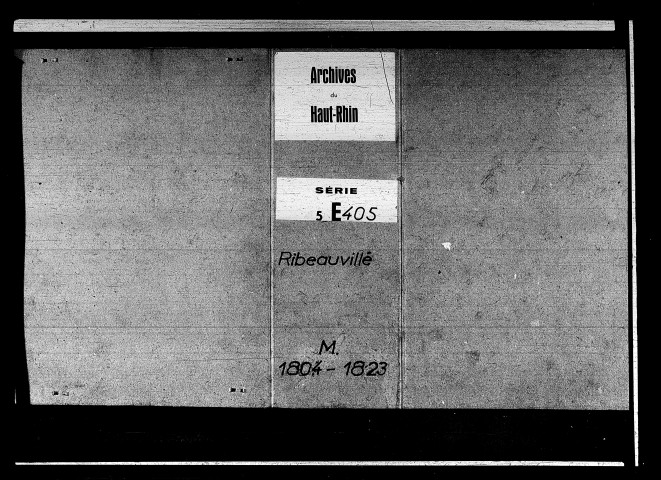 Archives
du
Haut-Rhin
SÉRIE
5 E405
Ribeauvillé
M.
1804 - 1823